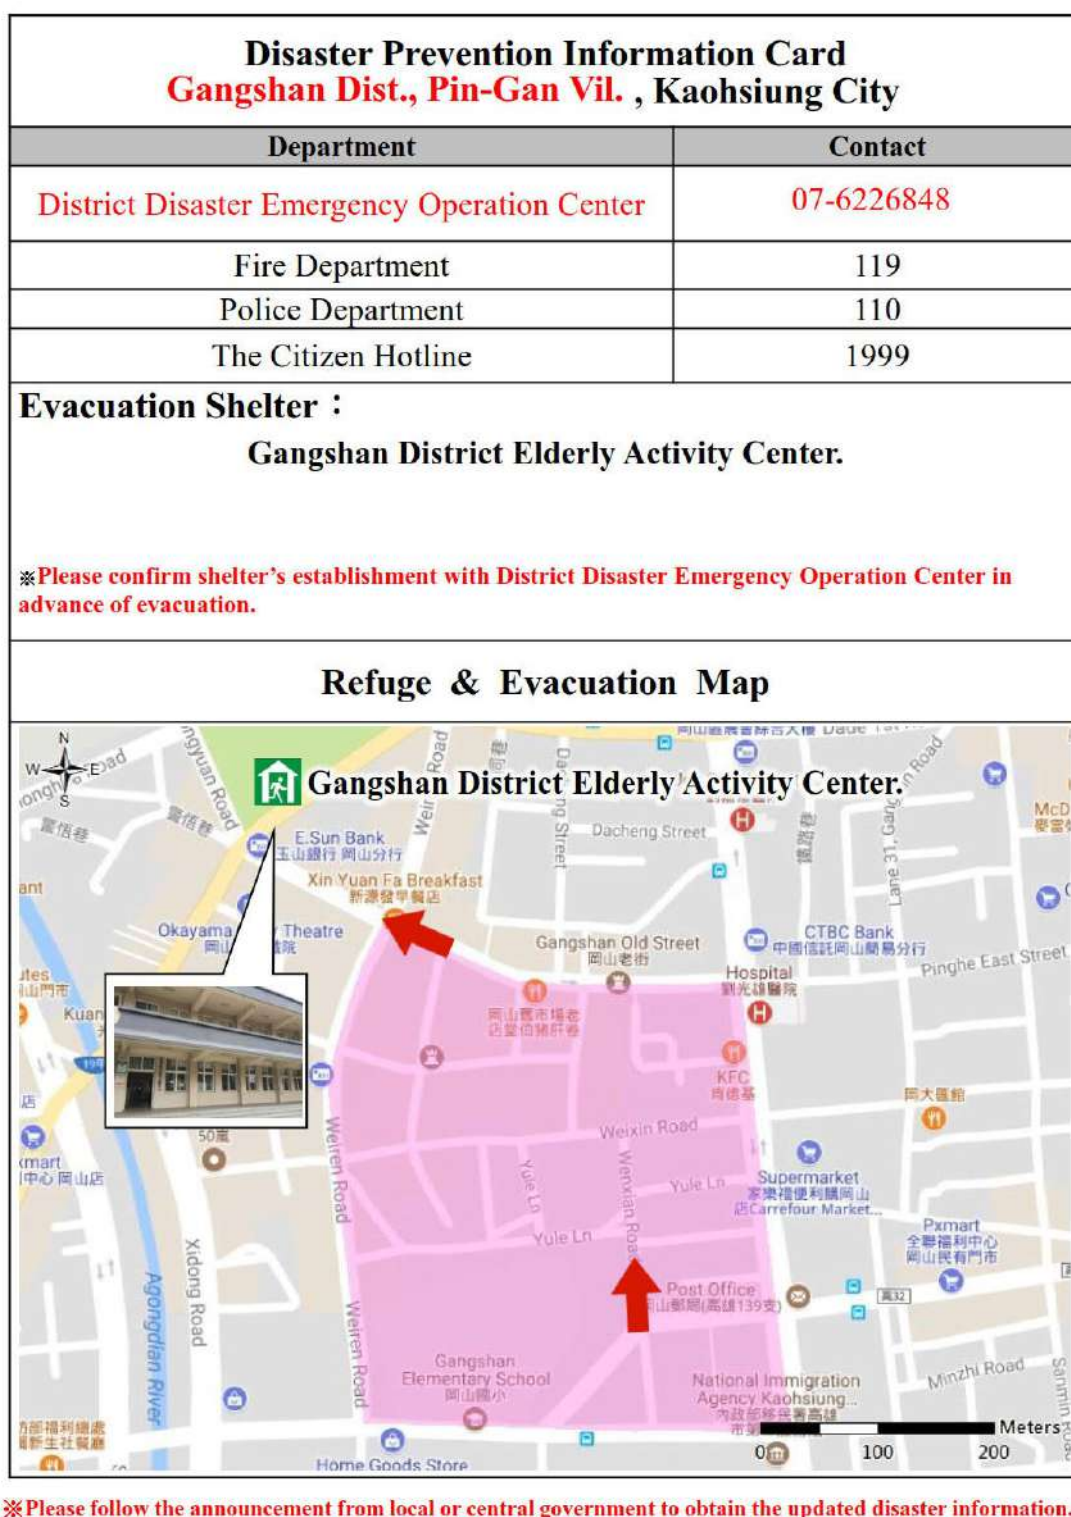 Disaster Prevention Information Card
Gangshan Dist., Pin-Gan Vil. , Kaohsiung City
Department
Contact
District Disaster Emergency Operation Center
07-6226848
Fire Department
119
Police Department
110
The Citizen Hotline
1999
Evacuation Shelter：
Gangshan District Elderly Activity Center.
※Please confirm shelter's establishment with District Disaster Emergency Operation Center in
advance of evacuation.
Refuge & Evacuation Map
N
W
E
S
Gangshan District Elderly Activity Center.
E.Sun Bank
玉山銀行 岡山分行
Dacheng Street
Xin Yuan Fa Breakfast
新源發早餐店
Okayama
Theatre
Gangshan Old Street
岡山老街
CTBC Bank
中國信託岡山簡易分行
Pinghe East Street
Hospital
劉光雄醫院
KFC
肯德基
Weixin Road
50嵐
Weiren Road
Yule Ln
Wenxian Road
Yule Ln
Yule Ln
Supermarket
家樂福便利購岡山
店Carrefour Market...
Pxmart
全聯福利中心
岡山民有門市
Xidong Road
Agongdian River
Post Office
Weiren Road
高32
Minzhi Road
Gangshan
Elementary School
岡山國小
National Immigration
Agency Kaohsiung...
Home Goods Store
Meters
0
100
200
※Please follow the announcement from local or central government to obtain the updated disaster information.